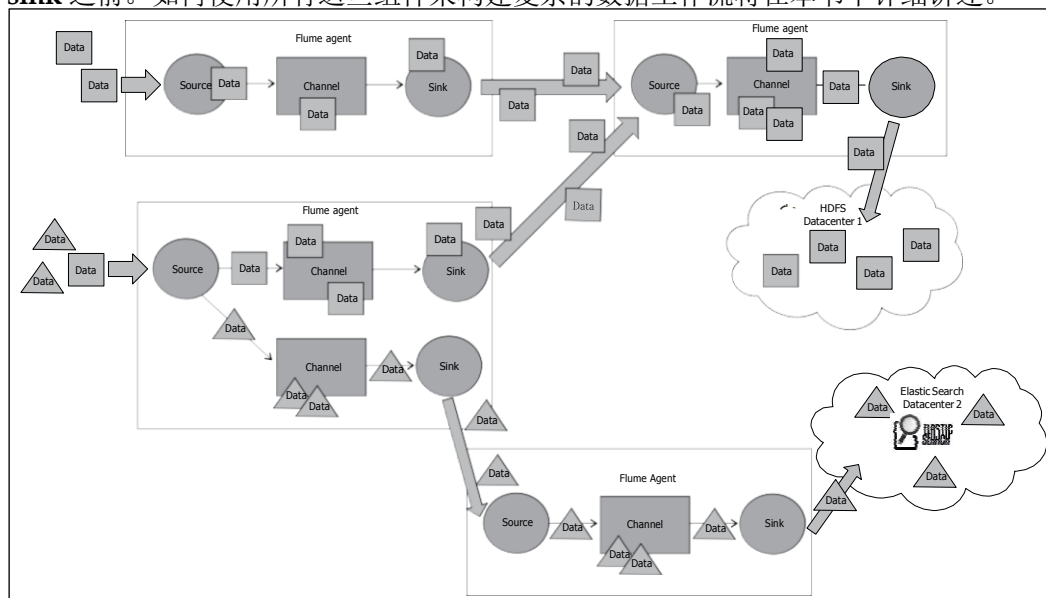 sink 之前。如何使用所有这些组件来构建复杂的数据工作流将在本书中详细讲述。
Flume agent
Data
Data
Source
Data
Channel
Data
Data
Sink
Data
Data
Flume agent
Source
Data
Data
Channel
Data
Data
Data
Sink
Data
HDFS
Datacenter 1
Data
Data
Data
Data
Flume agent
Data
Data
Data
Source
Data
Data
Channel
Data
Data
Sink
Data
Data
Data
Data
Channel
Data
Data
Data
Sink
Data
Data
Flume Agent
Source
Data
Channel
Data
Data
Data
Sink
Data
Elastic Search
Datacenter 2
Data
Data
Data